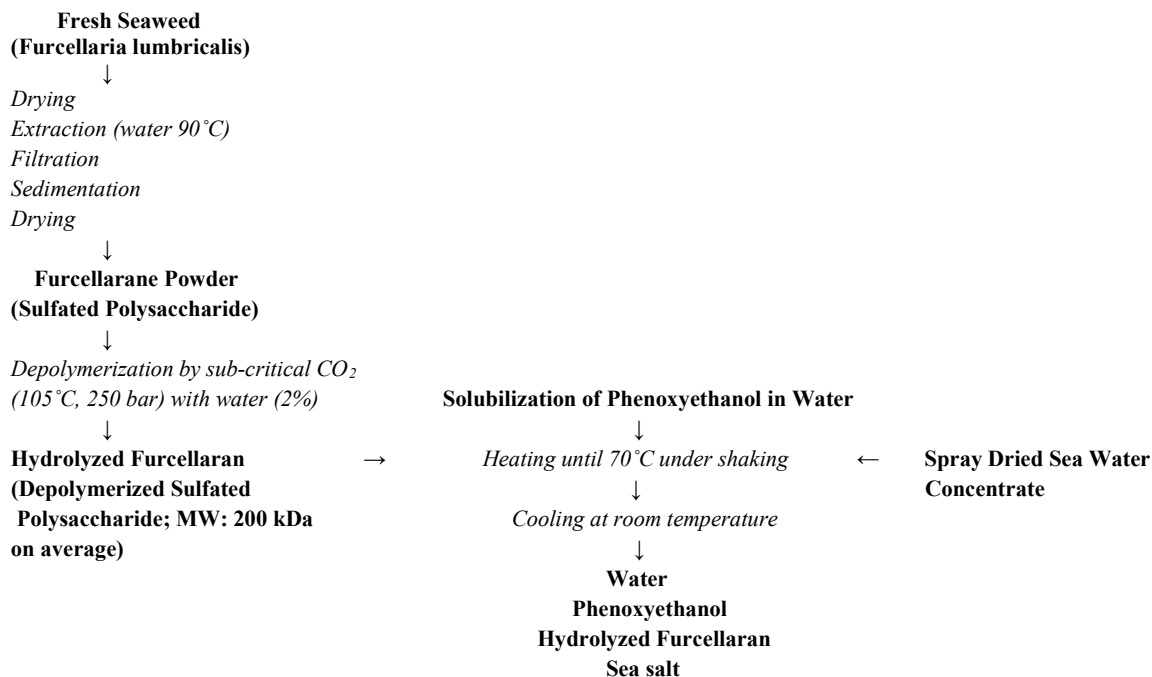 Fresh Seaweed
(Furcellaria lumbricalis)
↓
Drying
Extraction (water 90˚C)
Filtration
Sedimentation
Drying
↓
Furcellarane Powder
(Sulfated Polysaccharide)
↓
Depolymerization by sub-critical CO₂
(105˚C, 250 bar) with water (2%)
↓
Hydrolyzed Furcellaran
(Depolymerized Sulfated
Polysaccharide; MW: 200 kDa
on average)
→
Solubilization of Phenoxyethanol in Water
↓
Heating until 70˚C under shaking
←
Spray Dried Sea Water
Concentrate
↓
Cooling at room temperature
↓
Water
Phenoxyethanol
Hydrolyzed Furcellaran
Sea salt